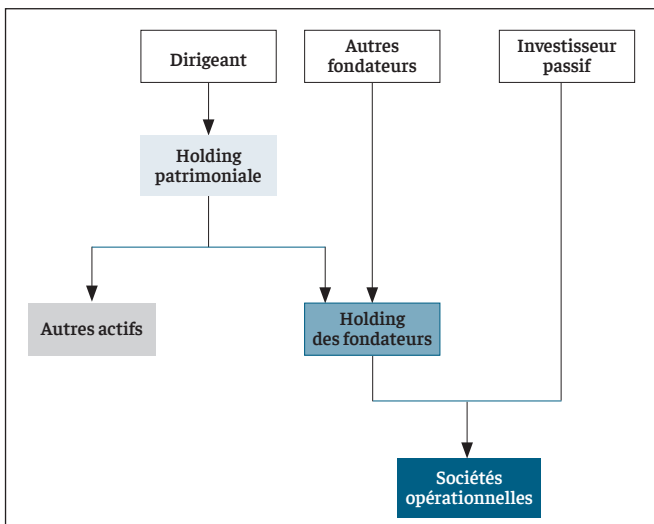 Dirigeant
Autres
fondateurs
Investisseur
passif
Holding
patrimoniale
Autres actifs
Holding
des fondateurs
Sociétés
opérationnelles